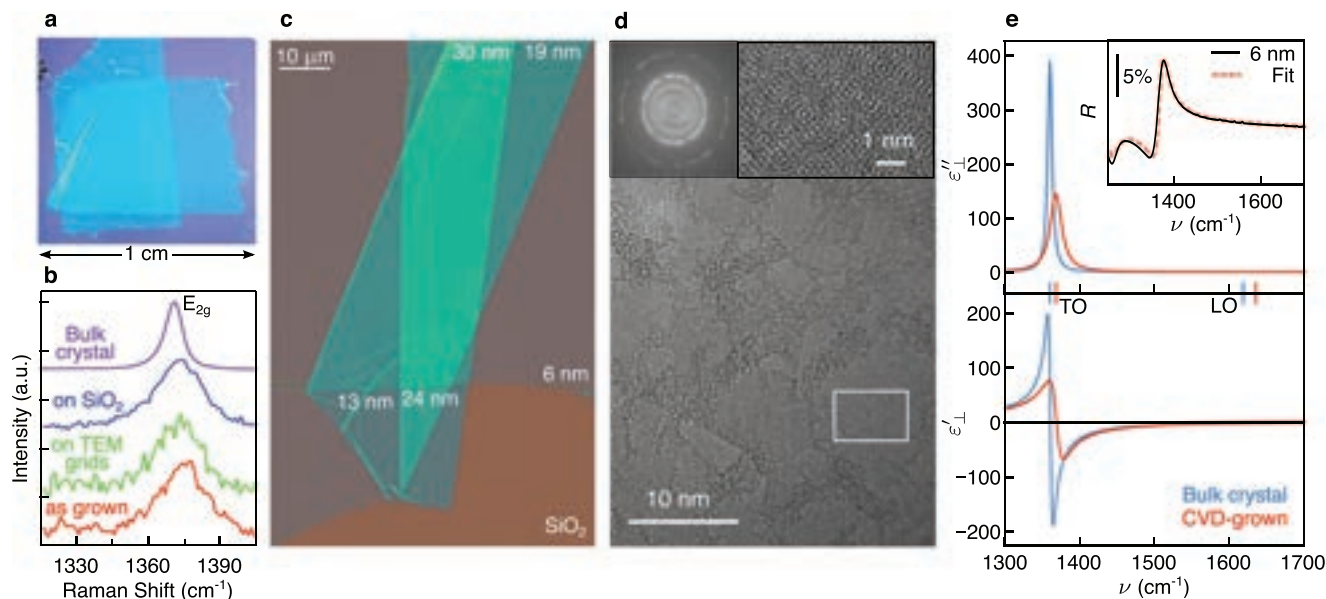 a
1 cm
b
E2g
Bulk
crystal
on SiO2
on TEM
grids
as grown
Intensity (a.u.)
1330 1360 1390
Raman Shift (cm-1)
c
10 μm
30 nm 19 nm
6 nm
13 nm 24 nm
SiO2
d
1 nm
10 nm
e
400
300
200
100
0
ε''⊥
5%
6 nm
Fit
R
1400 1600
ν (cm-1)
TO LO
200
100
0
−100
−200
ε'⊥
Bulk crystal
CVD-grown
1300 1400 1500 1600 1700
ν (cm-1)